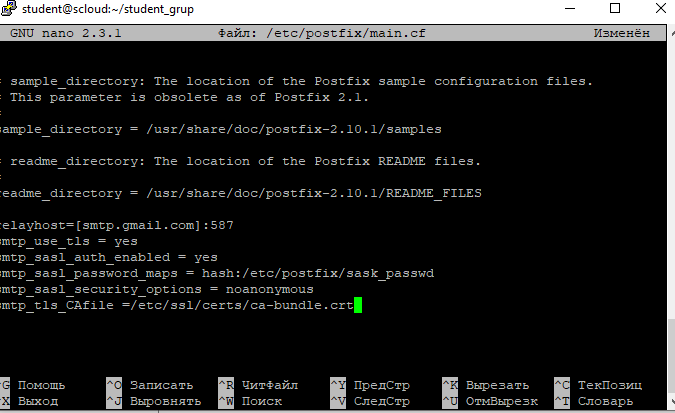 student@scloud:~/student_grup
GNU nano 2.3.1 Файл: /etc/postfix/main.cf Изменён
# sample_directory: The location of the Postfix sample configuration files.
# This parameter is obsolete as of Postfix 2.1.
#
sample_directory = /usr/share/doc/postfix-2.10.1/samples
# readme_directory: The location of the Postfix README files.
#
readme_directory = /usr/share/doc/postfix-2.10.1/README_FILES
relayhost=[smtp.gmail.com]:587
smtp_use_tls = yes
smtp_sasl_auth_enabled = yes
smtp_sasl_password_maps = hash:/etc/postfix/sask_passwd
smtp_sasl_security_options = noanonymous
smtp_tls_CAfile =/etc/ssl/certs/ca-bundle.crt
^G Помощь ^O Записать ^R ЧитФайл ^Y ПредСтр ^K Вырезать ^C ТекПозиц
^X Выход ^J Выровнять ^W Поиск ^V СледСтр ^U ОтмВырезк ^T Словарь